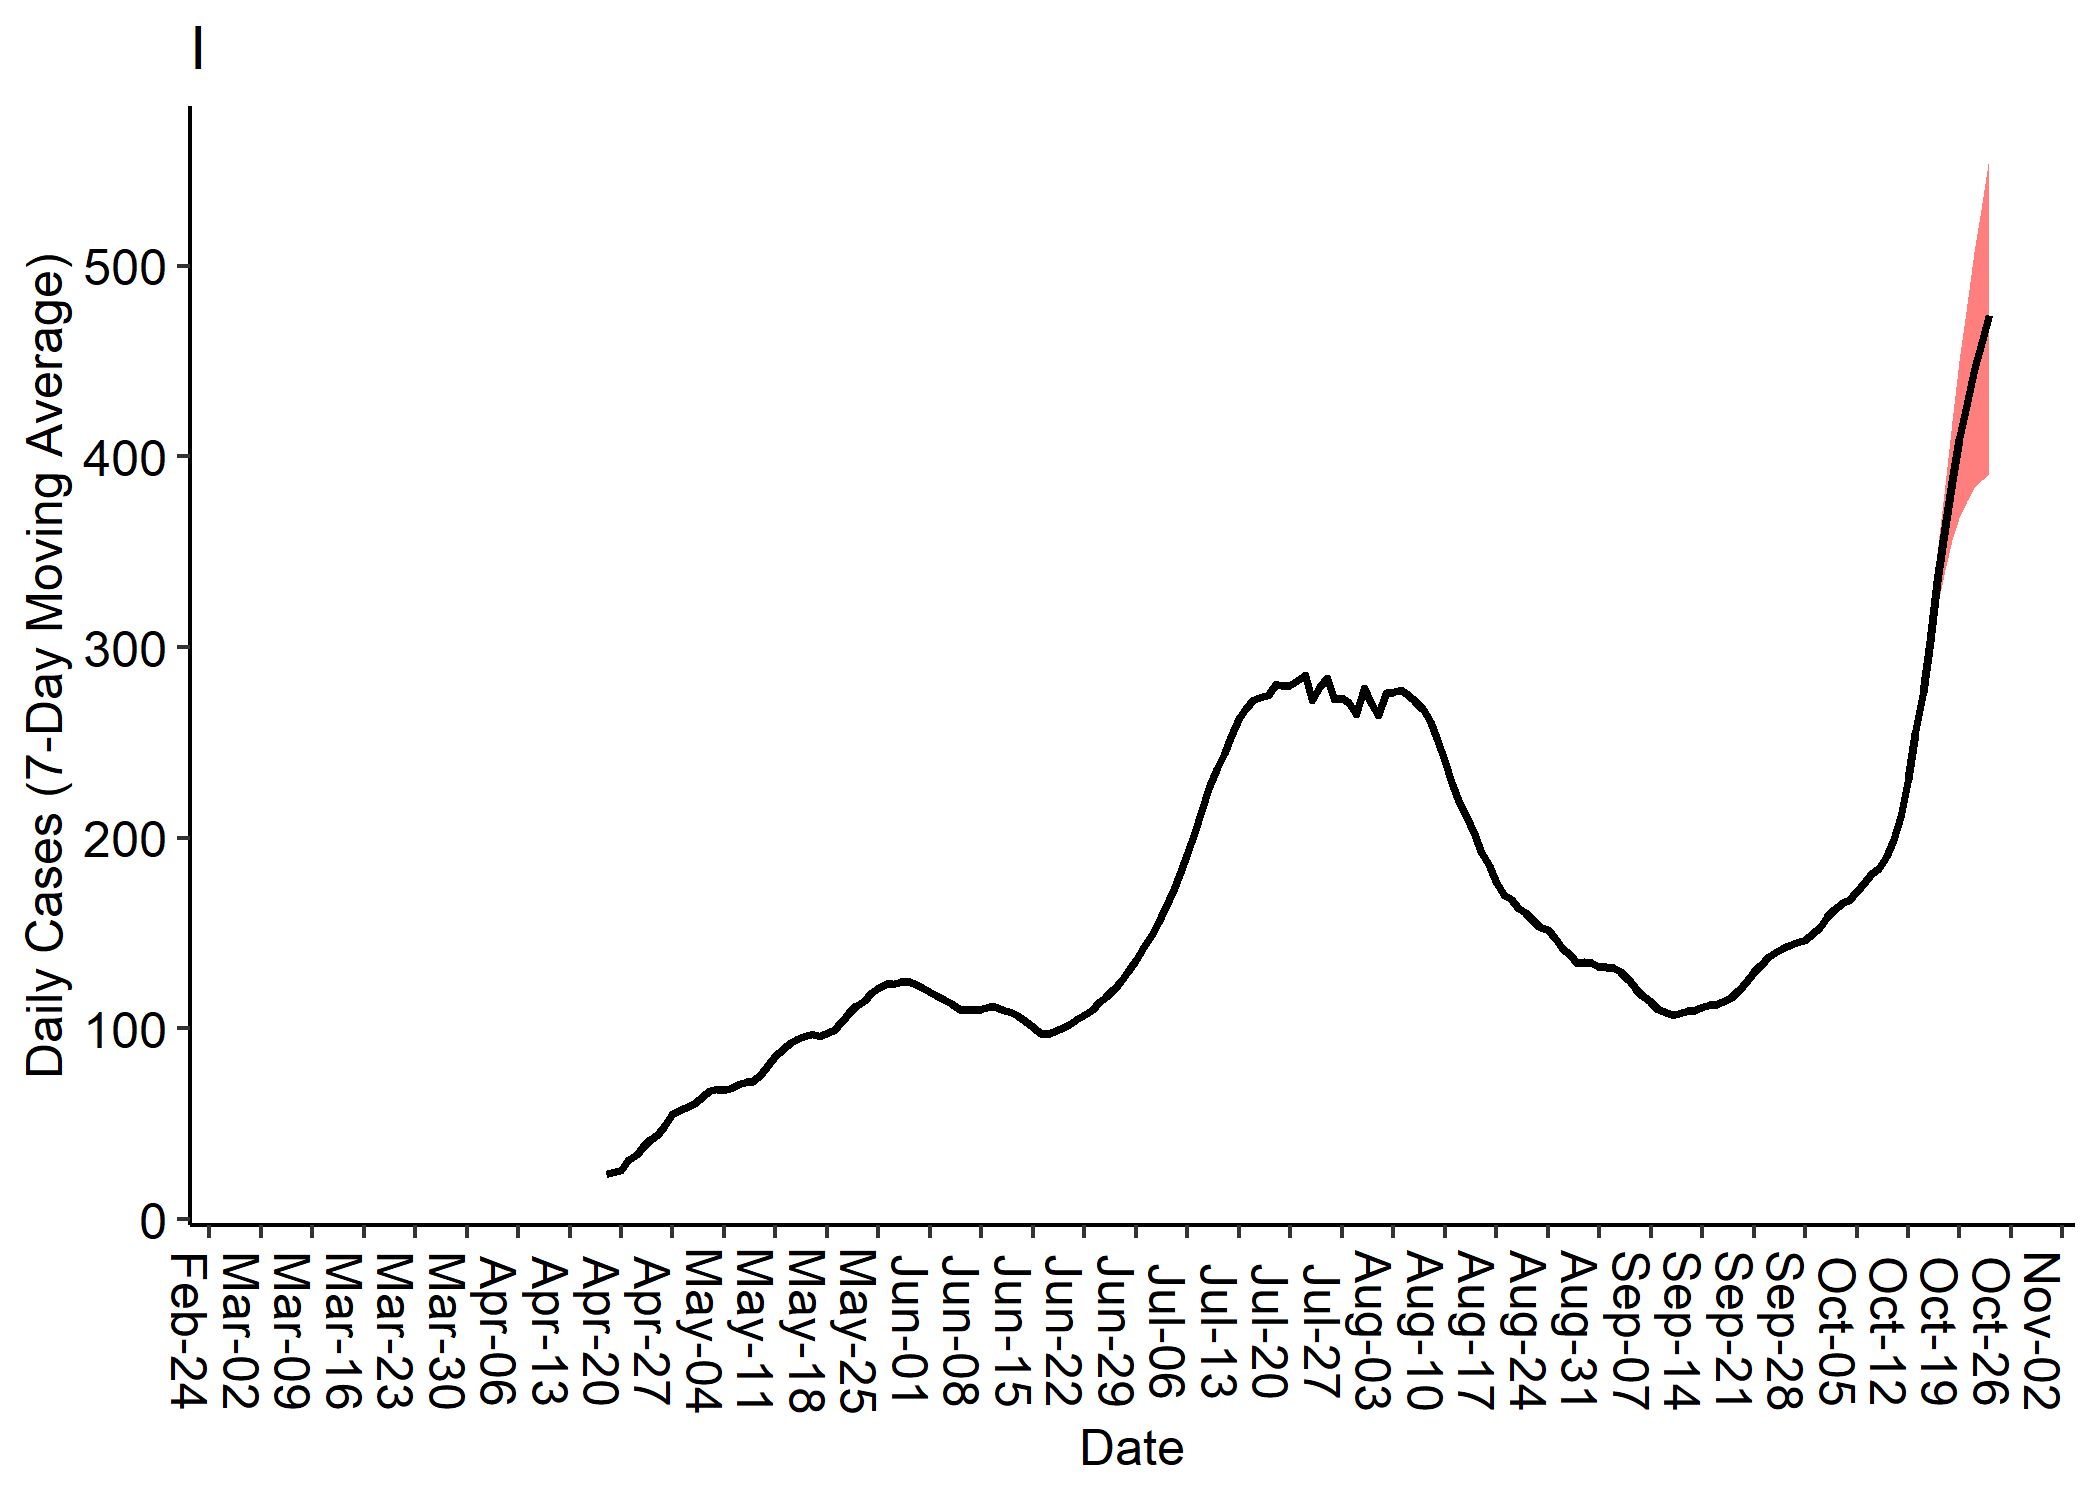 I
Daily Cases (7-Day Moving Average)
500
400
300
200
100
0
Feb-24
Mar-02
Mar-09
Mar-16
Mar-23
Mar-30
Apr-06
Apr-13
Apr-20
Apr-27
May-04
May-11
May-18
May-25
Jun-01
Jun-08
Jun-15
Jun-22
Jun-29
Jul-06
Jul-13
Jul-20
Jul-27
Aug-03
Aug-10
Aug-17
Aug-24
Aug-31
Sep-07
Sep-14
Sep-21
Sep-28
Oct-05
Oct-12
Oct-19
Oct-26
Nov-02
Date